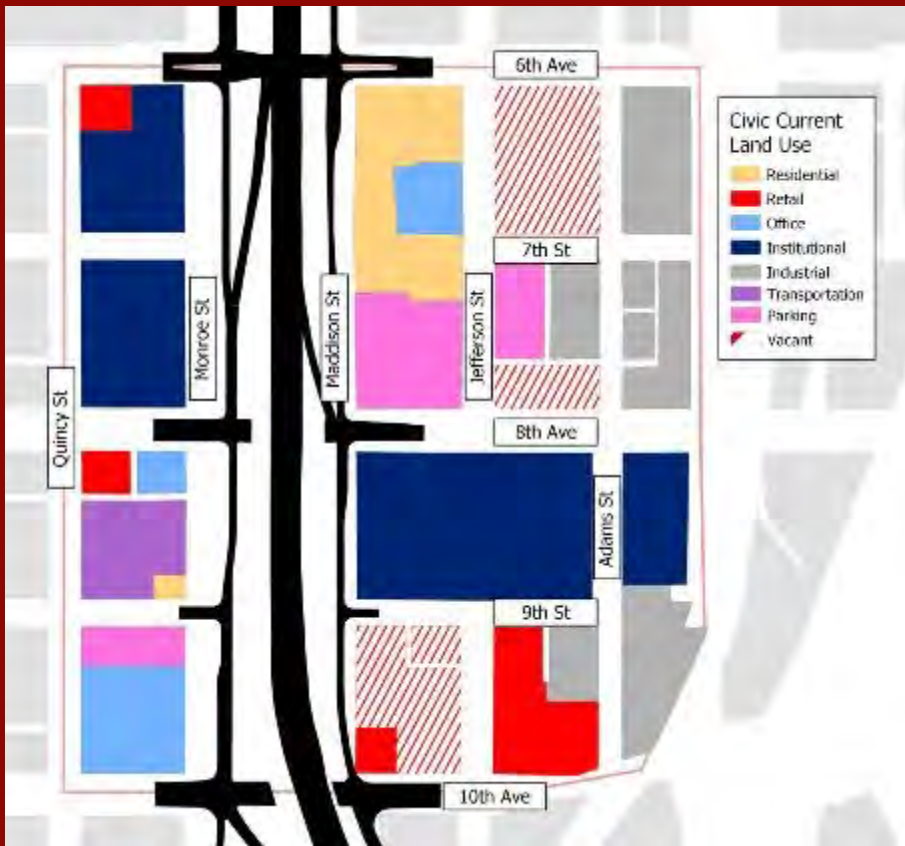 6th Ave
Civic Current
Land Use
Residential
Retail
Office
Institutional
Industrial
Transportation
Parking
Vacant
7th St
Monroe St
Maddison St
Jefferson St
Quincy St
8th Ave
Adams St
9th St
10th Ave